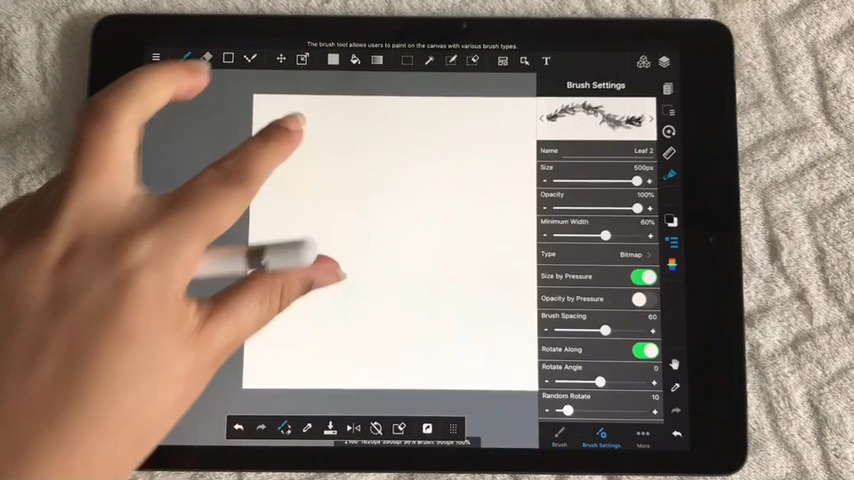 The brush tool allows users to paint on the canvas with various brush types.
T
Brush Settings
Name Leaf 2
Size 500px
- +
Opacity 100%
- +
Minimum Width 60%
- +
Type Bitmap >
Size by Pressure
Opacity by Pressure
Brush Spacing 60
- +
Rotate Along
Rotate Angle 0
- +
Random Rotate 10
- +
Brush Brush Settings More